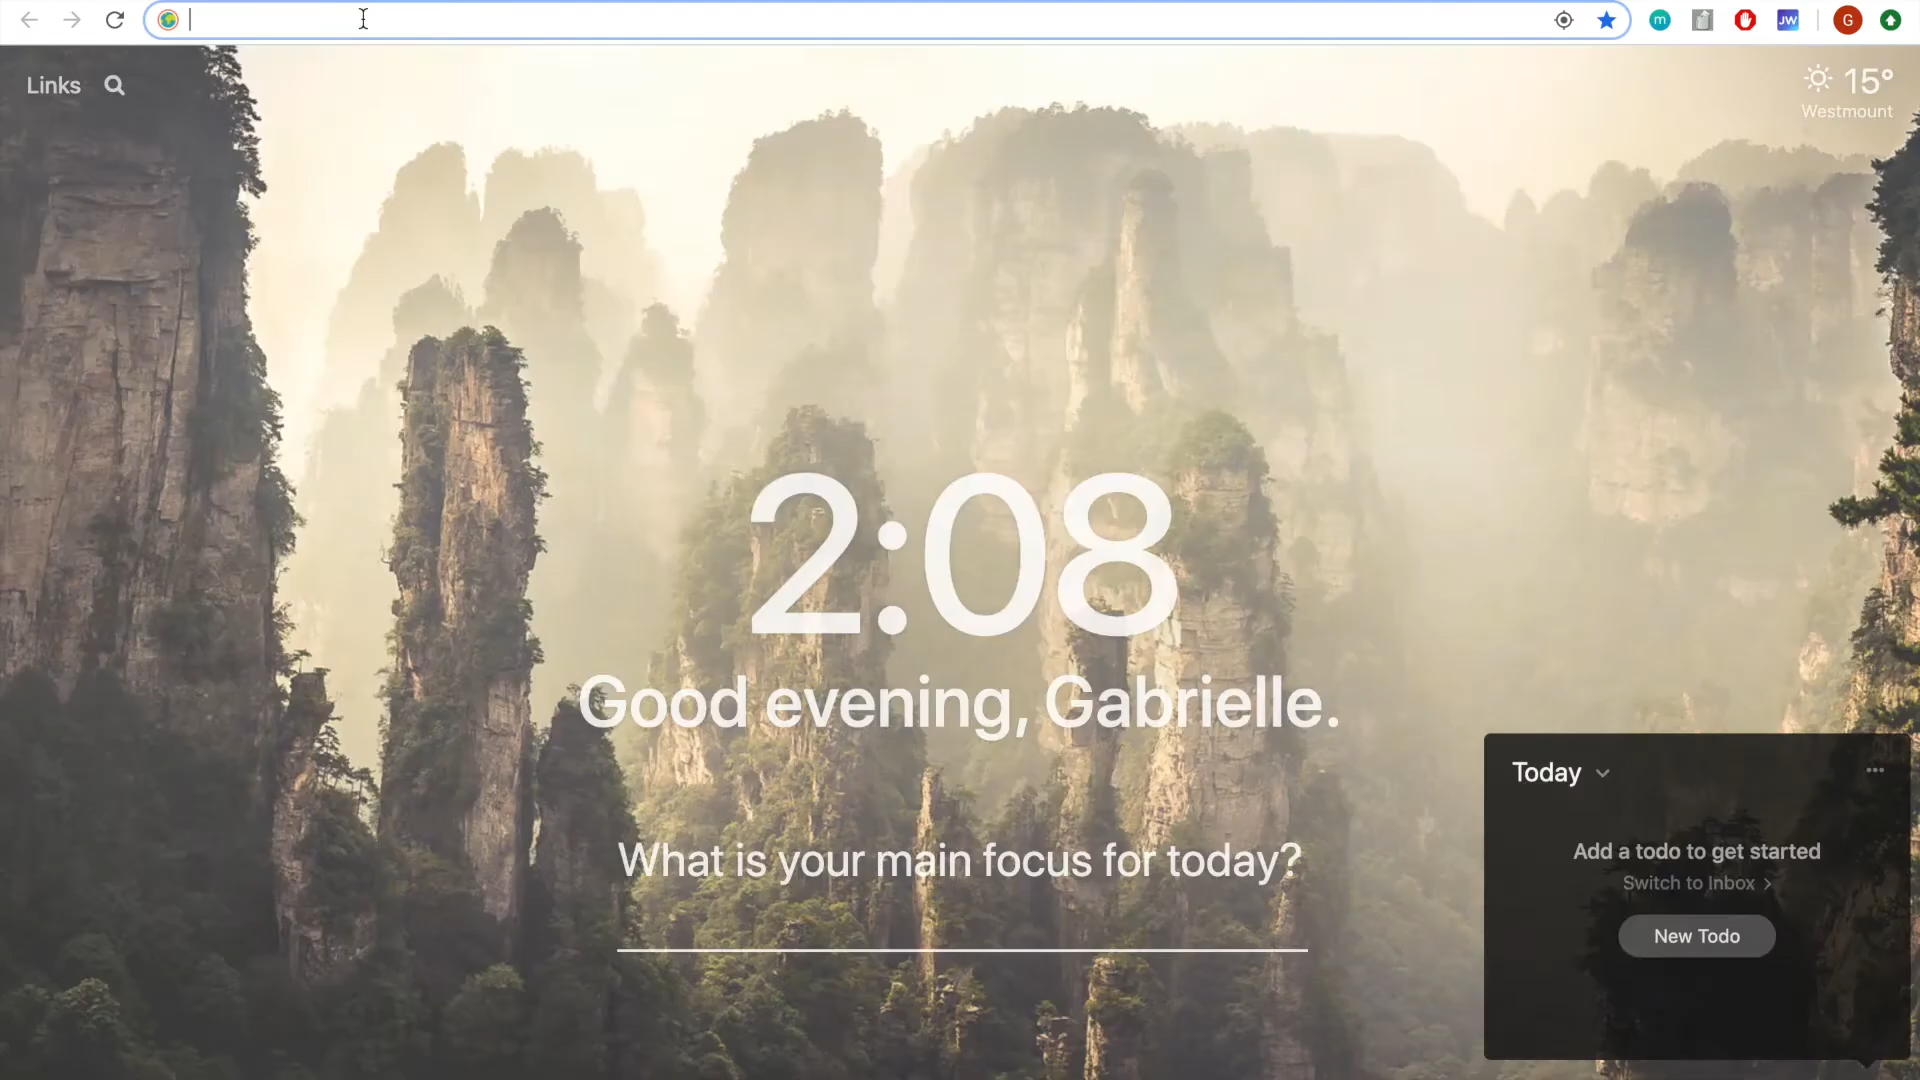 m
JW
G
Links
15°
Westmount
2:08
Good evening, Gabrielle.
What is your main focus for today?
Today
Add a todo to get started
Switch to Inbox >
New Todo